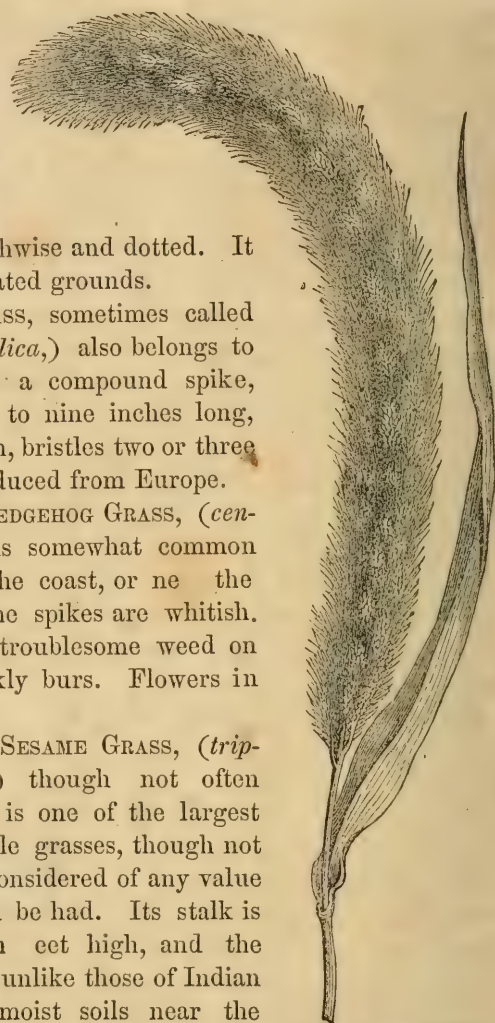 hwise and dotted. It
ated grounds.
ss, sometimes called
lica,) also belongs to
a compound spike,
to nine inches long,
n, bristles two or three
luced from Europe.
EDGEHOG GRASS, (cen-
s somewhat common
he coast, or ne the
ne spikes are whitish.
troublesome weed on
kly burs. Flowers in
SESAME GRASS, (trip-
) though not often
is one of the largest
le grasses, though not
onsidered of any value
be had. Its stalk is
eet high, and the
unlike those of Indian
moist soils near the